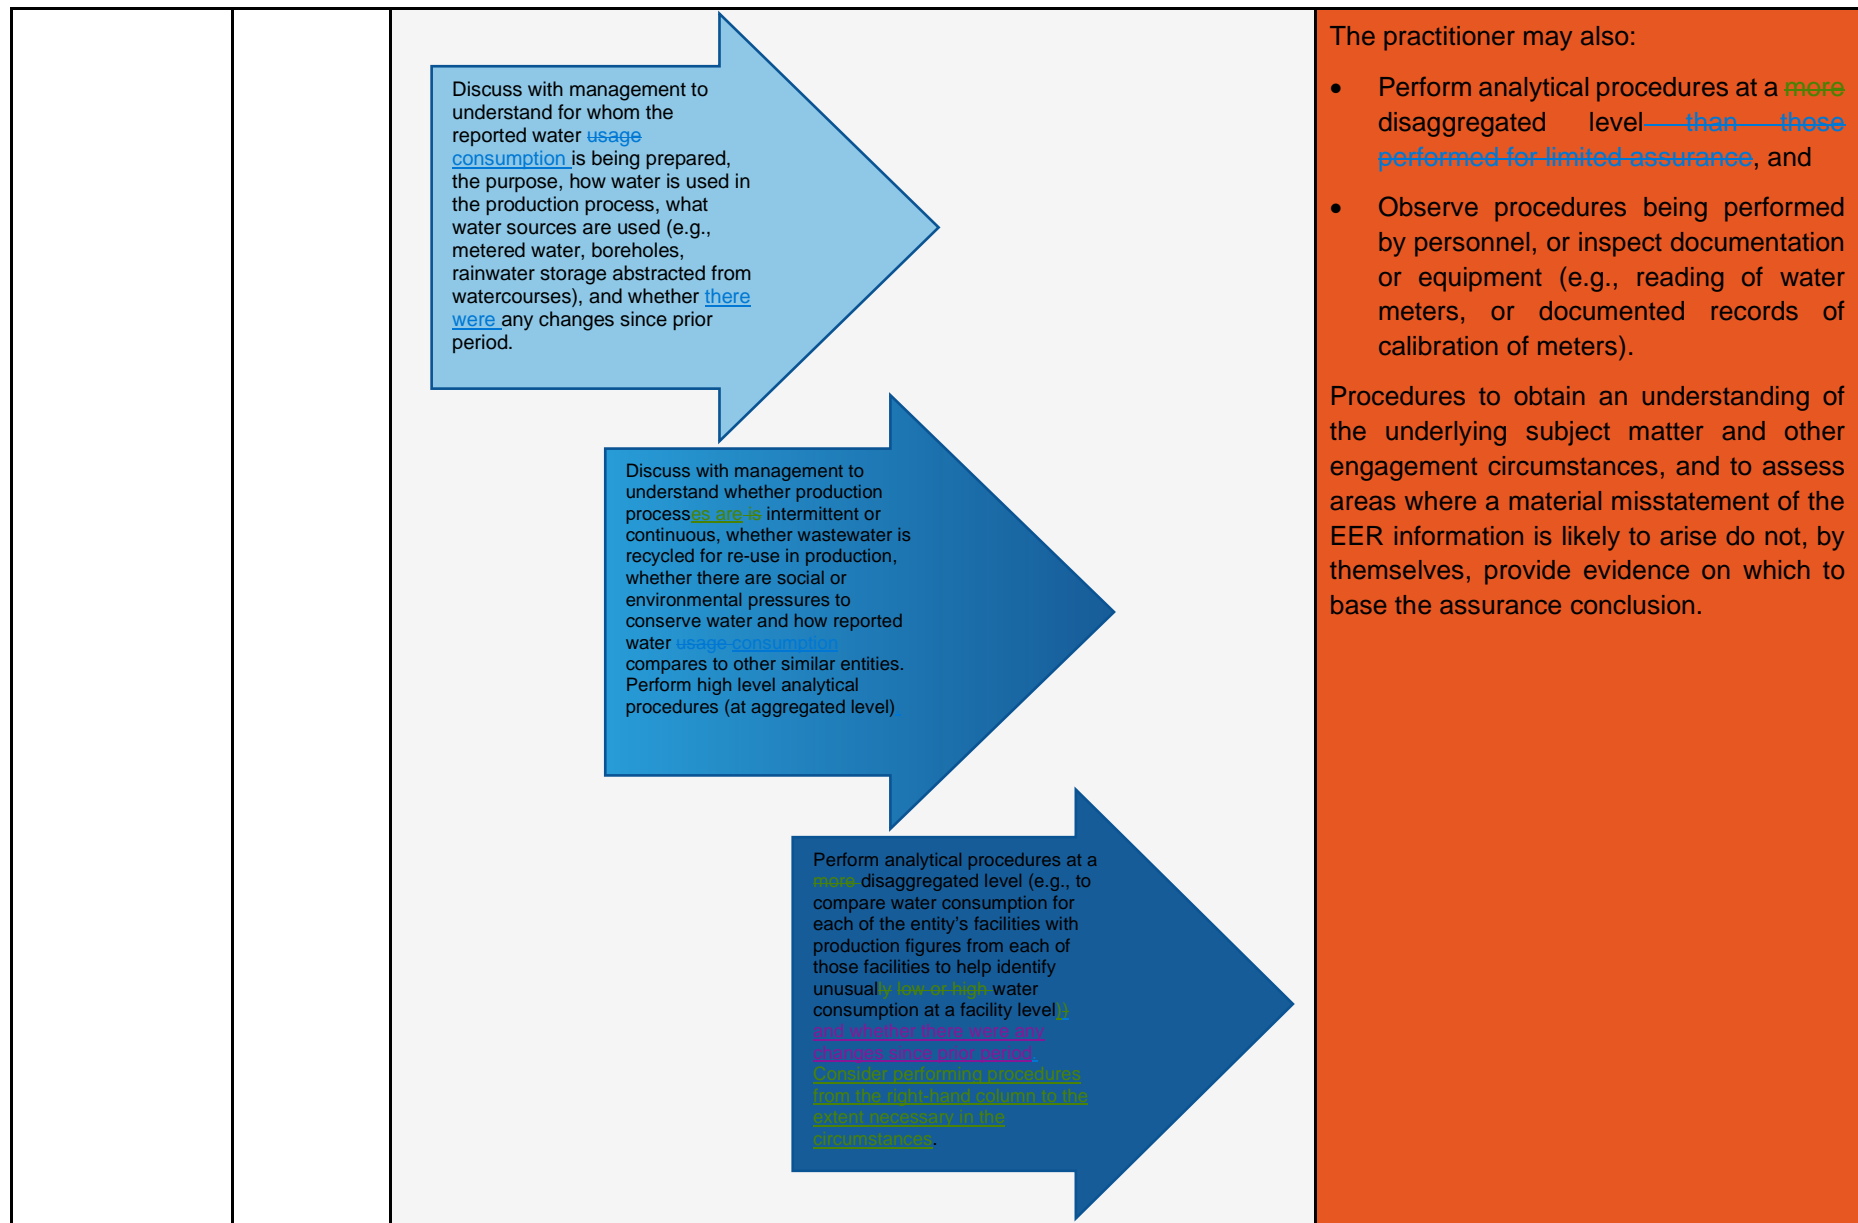 Discuss with management to
understand for whom the
reported water usage
consumption is being prepared,
the purpose, how water is used in
the production process, what
water sources are used (e.g.,
metered water, boreholes,
rainwater storage abstracted from
watercourses), and whether there
were any changes since prior
period.
Discuss with management to
understand whether production
processes are is intermittent or
continuous, whether wastewater is
recycled for re-use in production,
whether there are social or
environmental pressures to
conserve water and how reported
water usage consumption
compares to other similar entities.
Perform high level analytical
procedures (at aggregated level).
Perform analytical procedures at a
more disaggregated level (e.g., to
compare water consumption for
each of the entity's facilities with
production figures from each of
those facilities to help identify
unusually low or high water
consumption at a facility level))
and whether there were any
changes since prior period.
Consider performing procedures
from the right-hand column to the
extent necessary in the
circumstances.
The practitioner may also:
• Perform analytical procedures at a more
disaggregated level than those
performed for limited assurance, and
• Observe procedures being performed
by personnel, or inspect documentation
or equipment (e.g., reading of water
meters, or documented records of
calibration of meters).
Procedures to obtain an understanding of
the underlying subject matter and other
engagement circumstances, and to assess
areas where a material misstatement of the
EER information is likely to arise do not, by
themselves, provide evidence on which to
base the assurance conclusion.